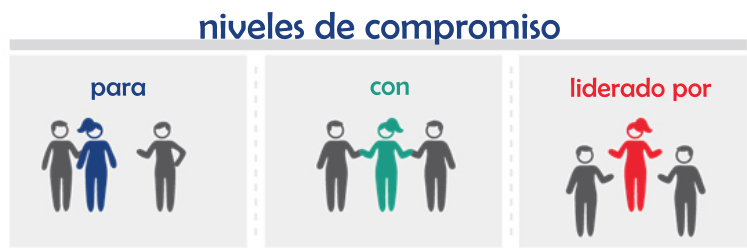 niveles de compromiso
para
con
liderado por